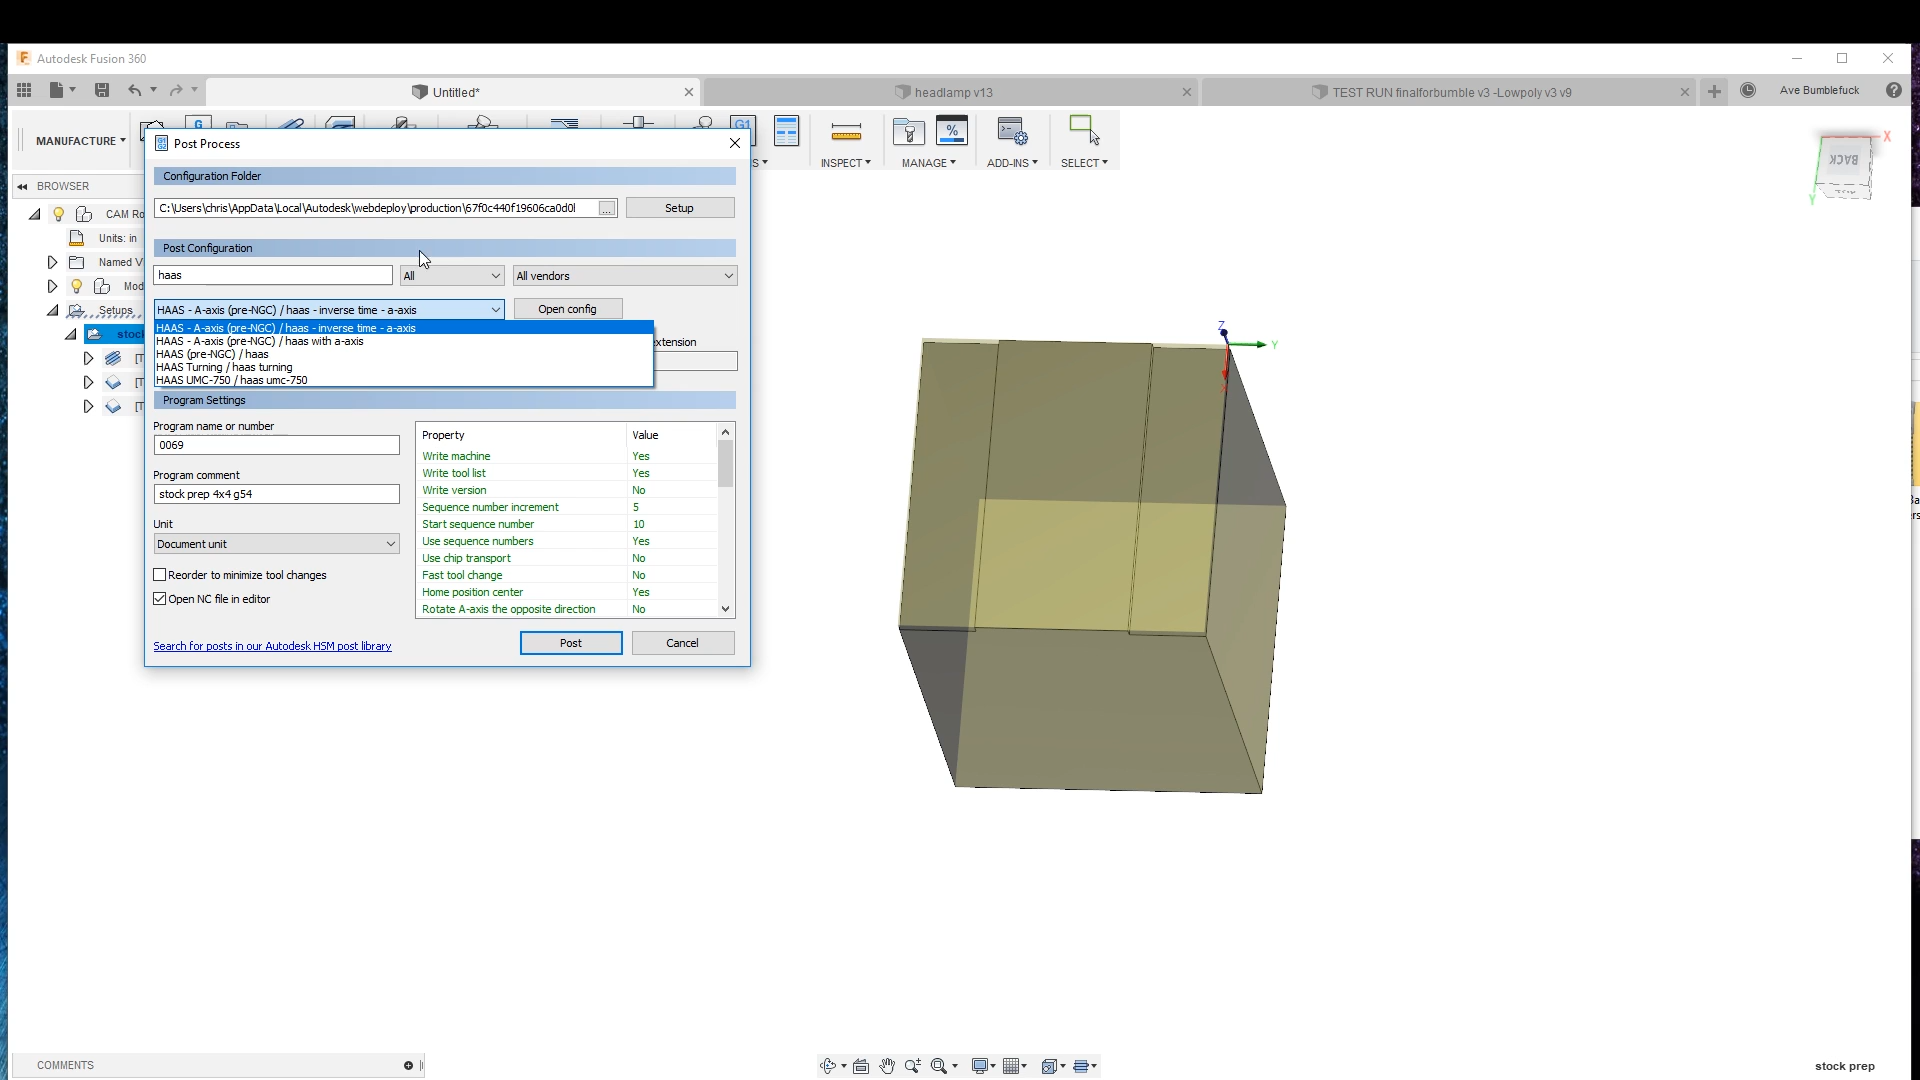 Autodesk Fusion 360
Untitled*
headlamp v13
TEST RUN finalforbumble v3 -Lowpoly v3 v9
Ave Bumblefuck
MANUFACTURE
INSPECT
MANAGE
ADD-INS
SELECT
BROWSER
CAM Ro
Units: in
Named V
Mod
Setups
stoc
[T
[T
[T
Post Process
Configuration Folder
C:\Users\chris\AppData\Local\Autodesk\webdeploy\production\67f0c440f19606ca0d0l
...
Setup
Post Configuration
haas
All
All vendors
HAAS - A-axis (pre-NGC) / haas - inverse time - a-axis
Open config
HAAS - A-axis (pre-NGC) / haas - inverse time - a-axis
HAAS - A-axis (pre-NGC) / haas with a-axis
HAAS (pre-NGC) / haas
HAAS Turning / haas turning
HAAS UMC-750 / haas umc-750
extension
Program Settings
Program name or number
0069
Program comment
stock prep 4x4 g54
Unit
Document unit
Reorder to minimize tool changes
Open NC file in editor
Property Value
Write machine Yes
Write tool list Yes
Write version No
Sequence number increment 5
Start sequence number 10
Use sequence numbers Yes
Use chip transport No
Fast tool change No
Home position center Yes
Rotate A-axis the opposite direction No
Search for posts in our Autodesk HSM post library
Post
Cancel
BACK
X
Y
Z
Y
COMMENTS
stock prep